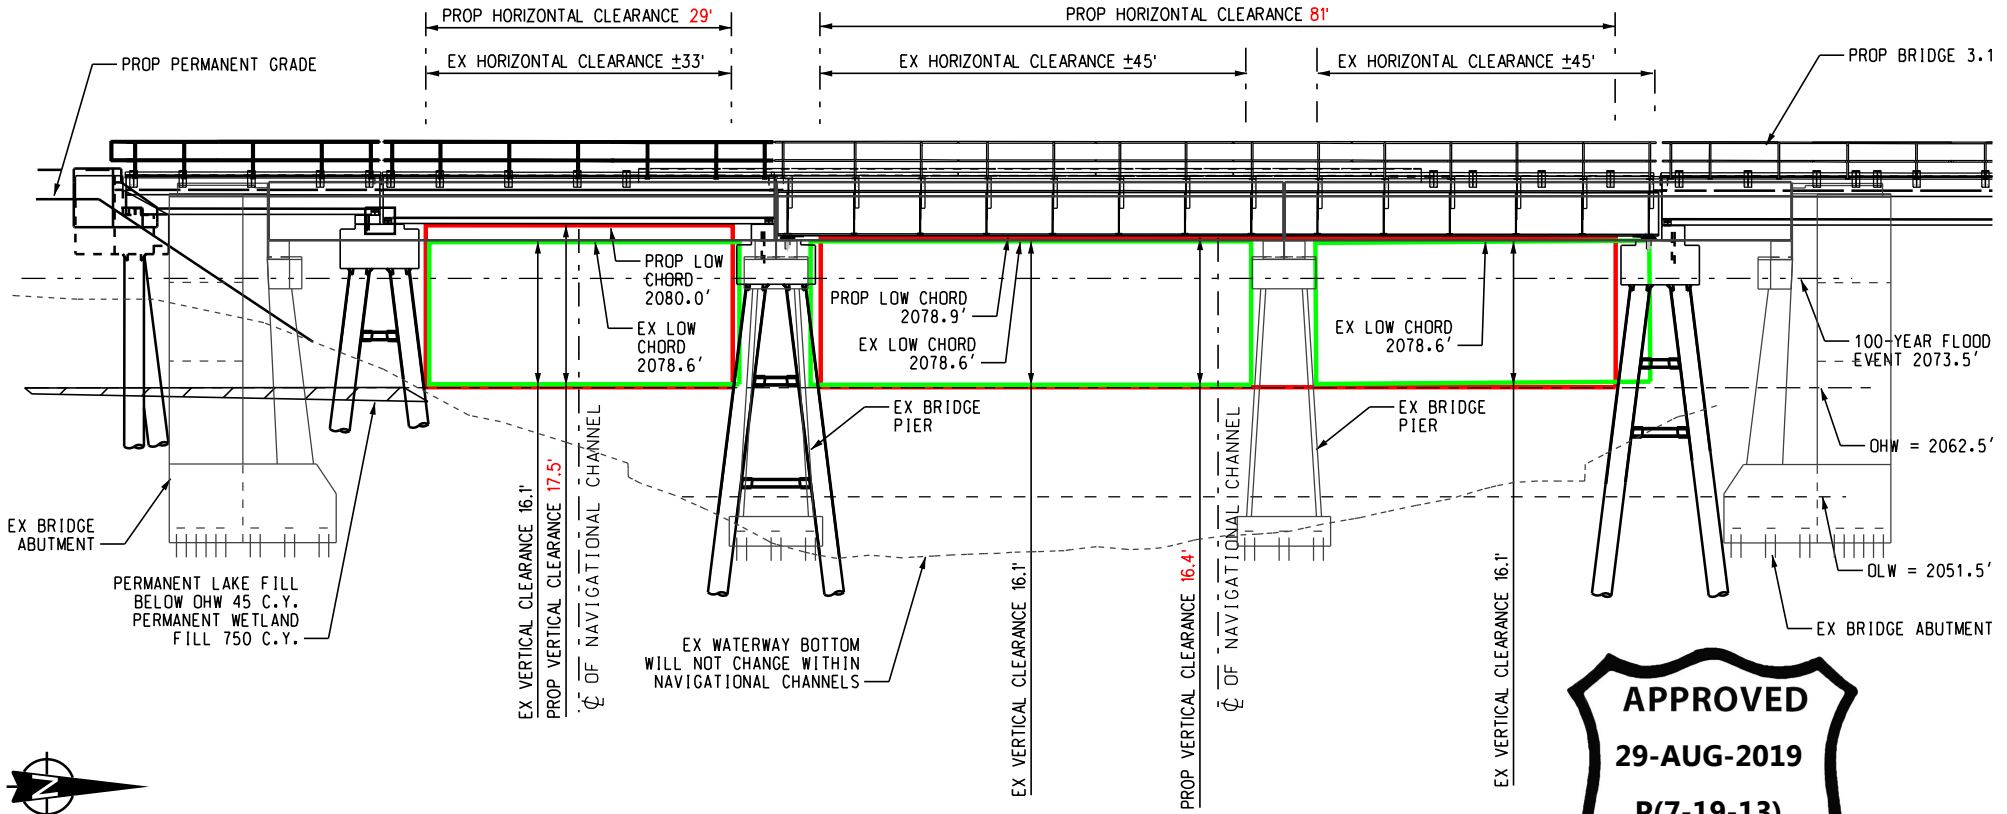 PROP HORIZONTAL CLEARANCE 29'
PROP HORIZONTAL CLEARANCE 81'
PROP PERMANENT GRADE
EX HORIZONTAL CLEARANCE ±33'
EX HORIZONTAL CLEARANCE ±45'
EX HORIZONTAL CLEARANCE ±45'
PROP BRIDGE 3.1
PROP LOW
CHORD
2080.0'
EX LOW
CHORD
2078.6'
PROP LOW CHORD
2078.9'
EX LOW CHORD
2078.6'
EX LOW CHORD
2078.6'
100-YEAR FLOOD
EVENT 2073.5'
EX BRIDGE
PIER
EX BRIDGE
PIER
OHW = 2062.5'
EX BRIDGE
ABUTMENT
OLW = 2051.5'
PERMANENT LAKE FILL
BELOW OHW 45 C.Y.
PERMANENT WETLAND
FILL 750 C.Y.
EX VERTICAL CLEARANCE 16.1'
PROP VERTICAL CLEARANCE 17.5'
℄ OF NAVIGATIONAL CHANNEL
EX WATERWAY BOTTOM
WILL NOT CHANGE WITHIN
NAVIGATIONAL CHANNELS
EX VERTICAL CLEARANCE 16.1'
PROP VERTICAL CLEARANCE 16.4'
℄ OF NAVIGATIONAL CHANNEL
EX VERTICAL CLEARANCE 16.1'
EX BRIDGE ABUTMENT
N
APPROVED
29-AUG-2019
P(7-19-13)